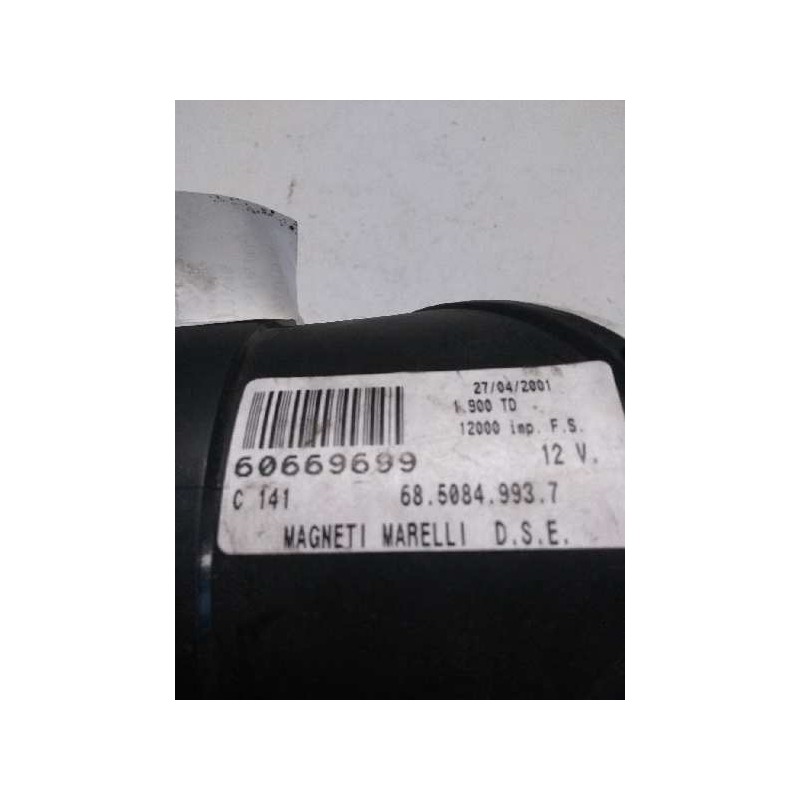 27/04/2001
1.900 TD
12000 imp. F.S.
60669699
12 V.
C 141
68.5084.993.7
MAGNETI MARELLI D.S.E.